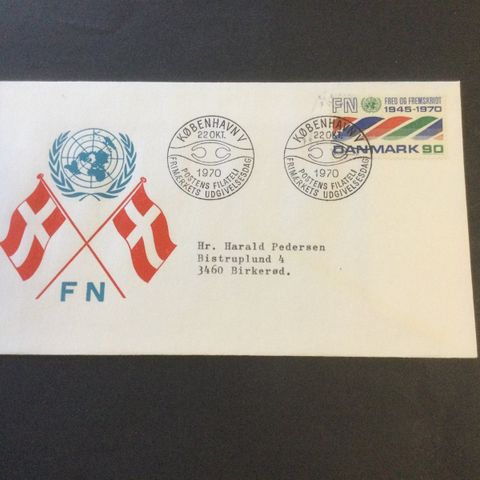 FN FRED OG FREMSKRIDT
1945-1970
DANMARK 90
KØBENHAVN V
22 OKT.
1970
POSTENS FILATELI
FRIMÆRKETS UDGIVELSESDAG
KØBENHAVN V
22 OKT.
1970
POSTENS FILATELI
FRIMÆRKETS UDGIVELSESDAG
FN
Hr. Harald Pedersen
Bistruplund 4
3460 Birkerød.